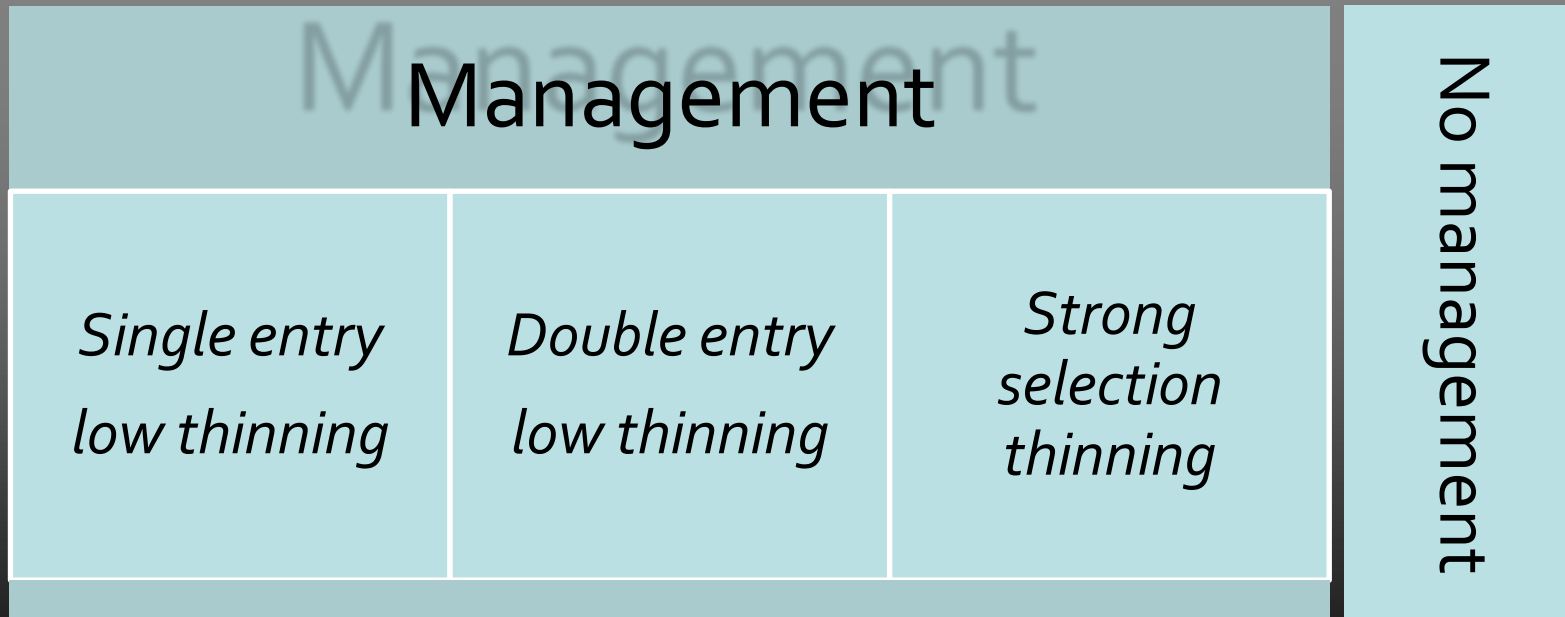 Management
Single entry
low thinning
Double entry
low thinning
Strong
selection
thinning
No management